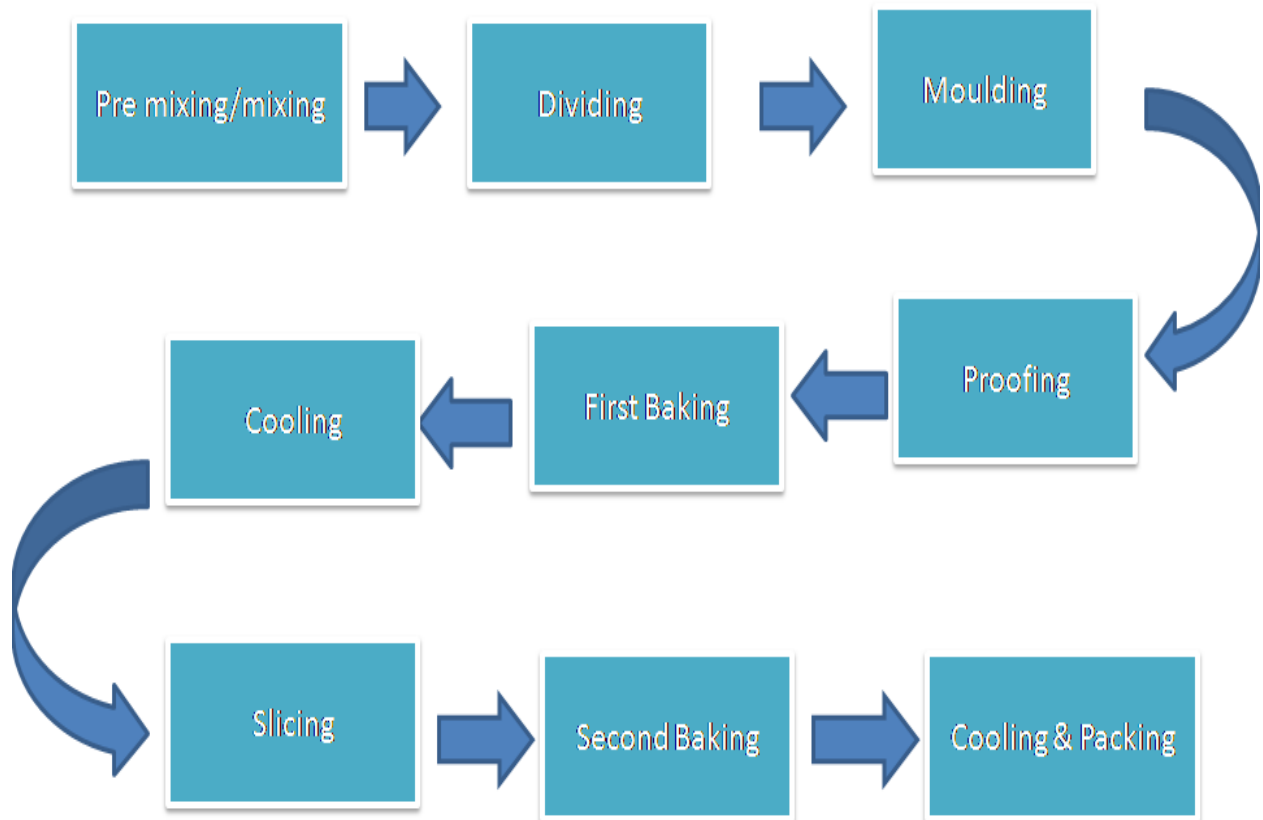 Pre mixing/mixing
Dividing
Moulding
Proofing
First Baking
Cooling
Slicing
Second Baking
Cooling & Packing